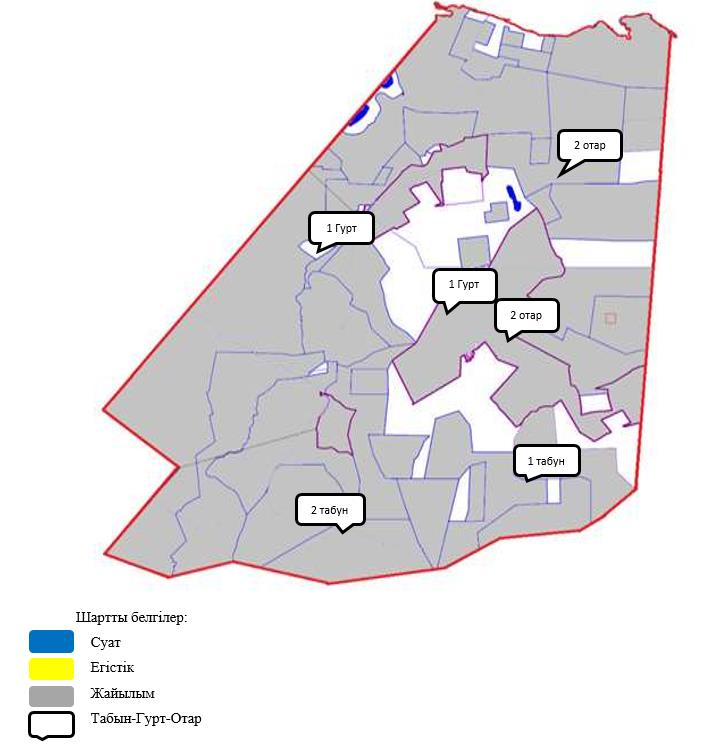 2 отар
1 Гурт
1 Гурт
2 отар
1 табун
2 табун
Шартты белгілер:
Суат
Егістік
Жайылым
Табын-Гурт-Отар